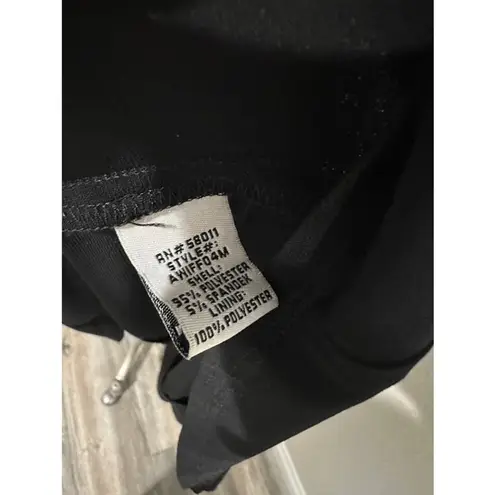 RN#58011
STYLE#:
AWIFF04M
SHELL:
95% POLYESTER
5% SPANDEX
LINING:
100% POLYESTER